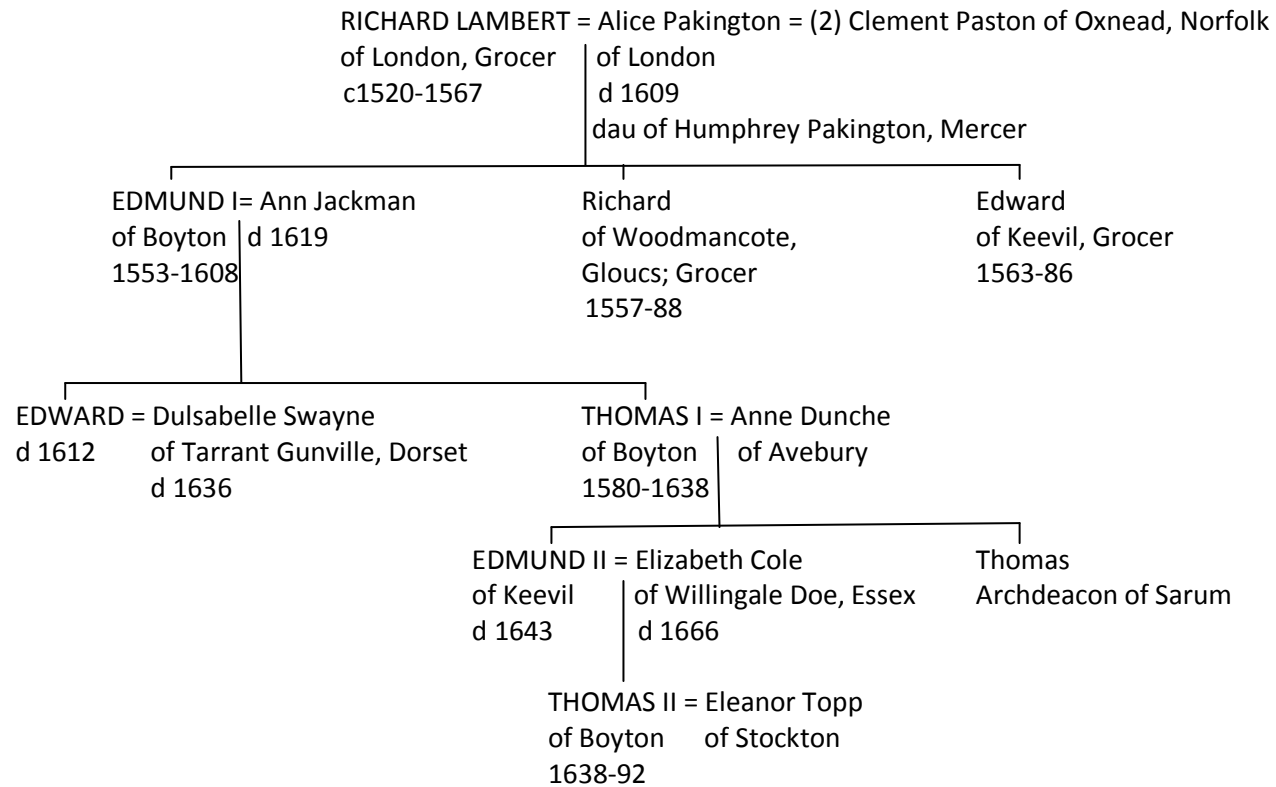 RICHARD LAMBERT = Alice Pakington = (2) Clement Paston of Oxnead, Norfolk
of London, Grocer of London
c1520-1567 d 1609
dau of Humphrey Pakington, Mercer
EDMUND I= Ann Jackman Richard Edward
of Boyton d 1619 of Woodmancote, of Keevil, Grocer
1553-1608 Gloucs; Grocer 1563-86
1557-88
EDWARD = Dulsabelle Swayne THOMAS I = Anne Dunche
d 1612 of Tarrant Gunville, Dorset of Boyton of Avebury
d 1636 1580-1638
EDMUND II = Elizabeth Cole Thomas
of Keevil of Willingale Doe, Essex Archdeacon of Sarum
d 1643 d 1666
THOMAS II = Eleanor Topp
of Boyton of Stockton
1638-92